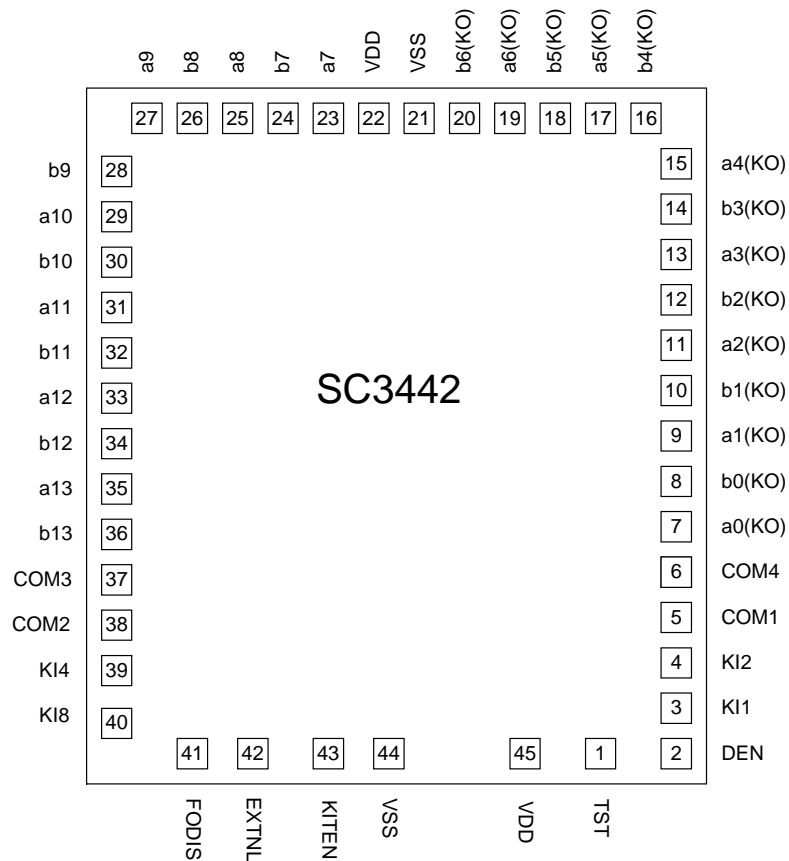 a9 b8 a8 b7 a7 VDD VSS b6(KO) a6(KO) b5(KO) a5(KO) b4(KO)
27 26 25 24 23 22 21 20 19 18 17 16
15 a4(KO)
b9 28
14 b3(KO)
a10 29
13 a3(KO)
b10 30
12 b2(KO)
a11 31
11 a2(KO)
b11 32
SC3442
10 b1(KO)
a12 33
9 a1(KO)
b12 34
8 b0(KO)
a13 35
7 a0(KO)
b13 36
6 COM4
COM3 37
5 COM1
COM2 38
4 KI2
KI4 39
3 KI1
KI8 40
41 42 43 44 45 1 2 DEN
FODIS EXTNL KITEN VSS VDD TST